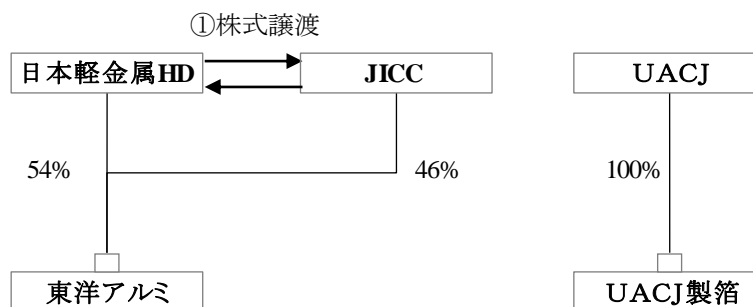 ①株式譲渡
日本軽金属HD
JICC
UACJ
54%
46%
100%
東洋アルミ
UACJ製箔